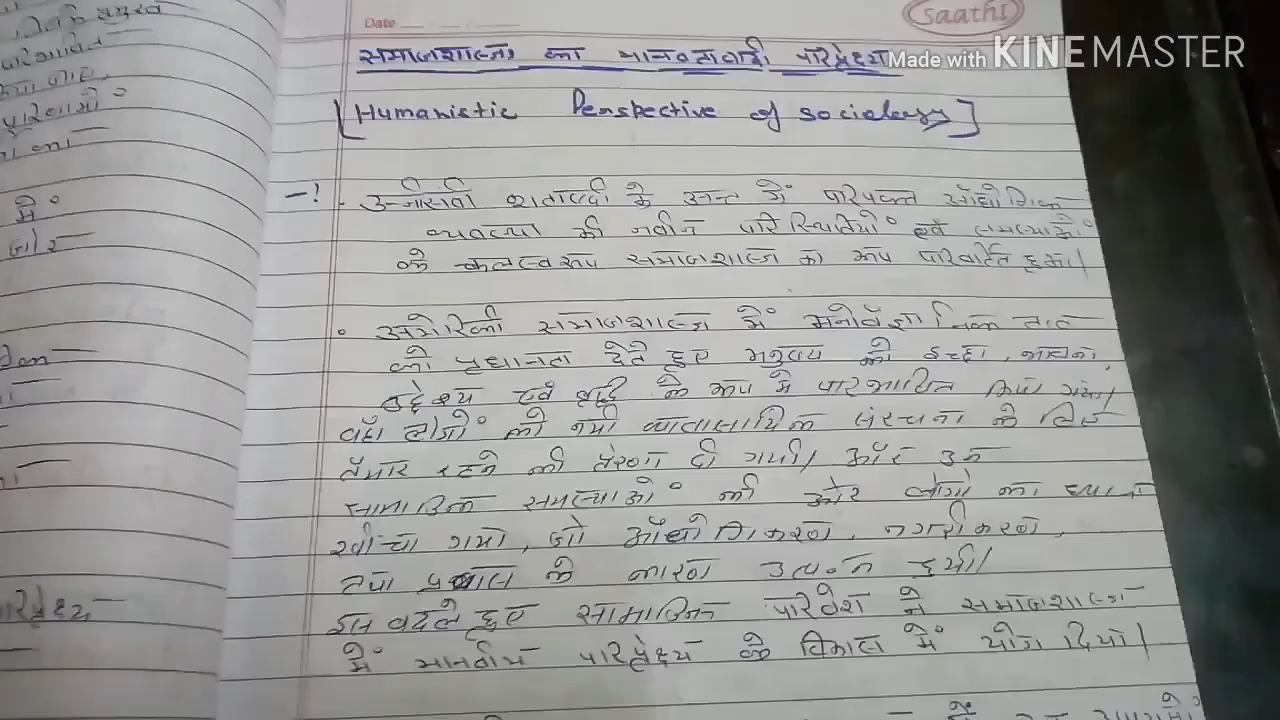 Date
Saathi
Made with KINEMASTER
समाजशास्त्र का मानवतावादी परिप्रेक्ष्य
[Humanistic Perspective of sociology]
-! उन्नीसवी शताब्दी के अन्त में परिपक्व औद्योगिक
व्यवस्था की नवीन परिस्थितियों एवं समस्याओं
के फलस्वरूप समाजशास्त्र का रूप परिवर्तित हुआ।
• अमेरिकी समाजशास्त्र में मनोवैज्ञानिक तत्व
को प्रधानता देते हुए मनुष्य की इच्छा, भावना
उद्देश्य एवं बुद्धि के रूप में पारिभाषित किया गया।
वहाँ लोगों को नयी व्यावसायिक संरचना के लिए
तैयार रहने की प्रेरणा दी गयी। और उन
सामाजिक समस्याओं की ओर लोगो का ध्यान
खींचा गया, जो औद्योगिकरण, नगरीकरण,
तथा प्रवास के कारण उत्पन्न हुयी।
इस बदले हुए सामाजिक परिवेश ने समाजशास्त्र
में मानवीय परिप्रेक्ष्य के विकास में योग दिया।